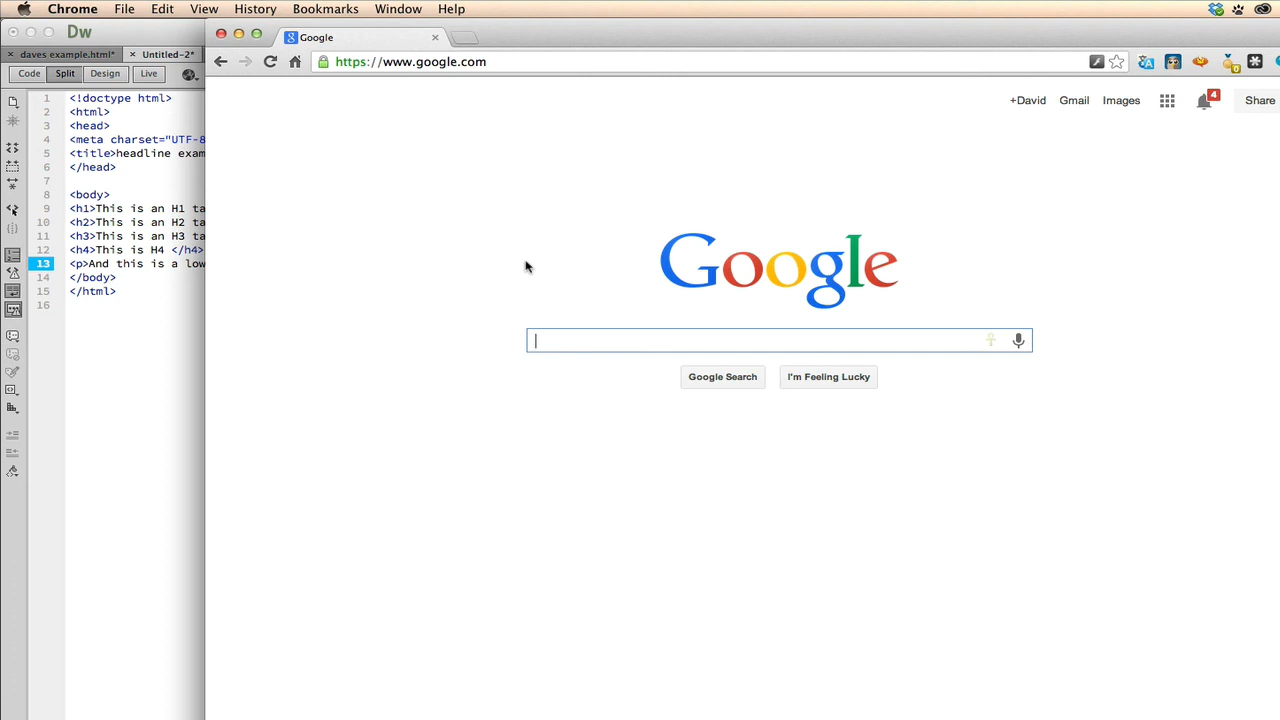 Chrome File Edit View History Bookmarks Window Help
Dw
Google
daves example.html*
Untitled-2*
https://www.google.com
Code Split Design Live
+David Gmail Images 4 Share
1 <!doctype html>
2 <html>
3 <head>
4 <meta charset="UTF-8
5 <title>headline exam
6 </head>
7
8 <body>
9 <h1>This is an H1 ta
10 <h2>This is an H2 ta
11 <h3>This is an H3 ta
12 <h4>This is H4 </h4>
13 <p>And this is a low
14 </body>
15 </html>
16
Google
Google Search I'm Feeling Lucky